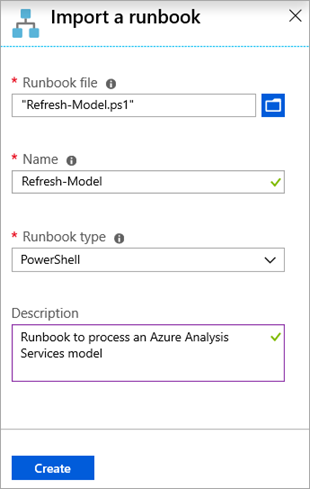 Import a runbook
* Runbook file
"Refresh-Model.ps1"
* Name
Refresh-Model
* Runbook type
PowerShell
Description
Runbook to process an Azure Analysis
Services model
Create